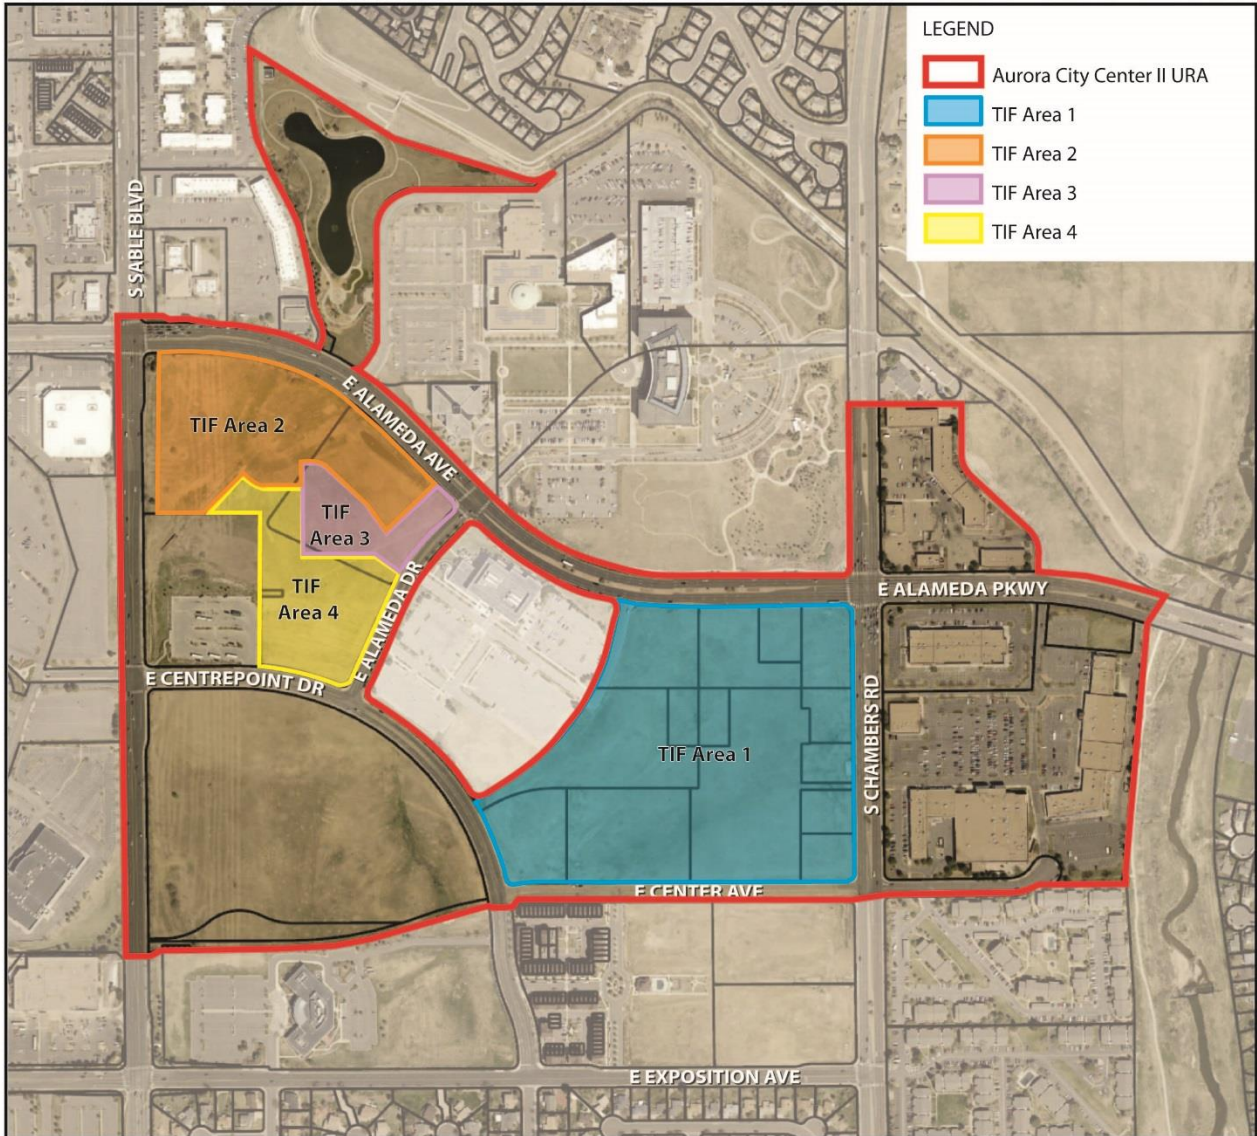 LEGEND
Aurora City Center II URA
TIF Area 1
TIF Area 2
TIF Area 3
TIF Area 4
S SABLE BLVD
E ALAMEDA AVE
TIF Area 2
TIF
Area 3
TIF
Area 4
E ALAMEDA DR
E ALAMEDA PKWY
E CENTREPOINT DR
S CHAMBERS RD
TIF Area 1
E CENTER AVE
E EXPOSITION AVE